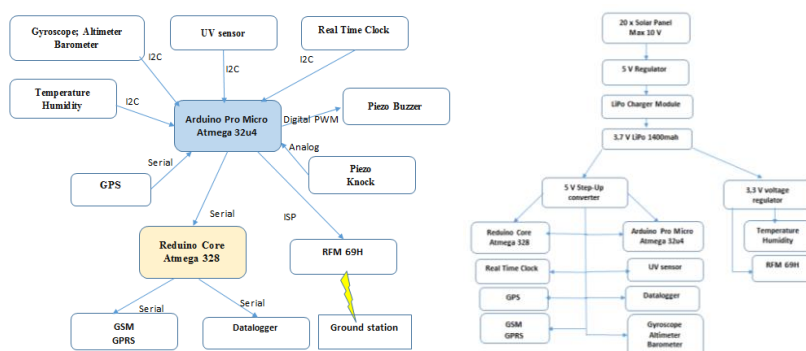 Gyroscope; Altimeter
Barometer
UV sensor
Real Time Clock
I2C
I2C
I2C
Temperature
Humidity
I2C
Arduino Pro Micro
Atmega 32u4
Digital PWM
Piezo Buzzer
Analog
Serial
GPS
Piezo
Knock
Serial
ISP
Reduino Core
Atmega 328
RFM 69H
Serial
Serial
GSM
GPRS
Datalogger
Ground station
20 x Solar Panel
Max 10 V
5 V Regulator
LiPo Charger Module
3,7 V LiPo 1400mah
5 V Step-Up
converter
3,3 V voltage
regulator
Reduino Core
Atmega 328
Arduino Pro Micro
Atmega 32u4
Temperature
Humidity
Real Time Clock
UV sensor
RFM 69H
GPS
Datalogger
GSM
GPRS
Gyroscope
Altimeter
Barometer